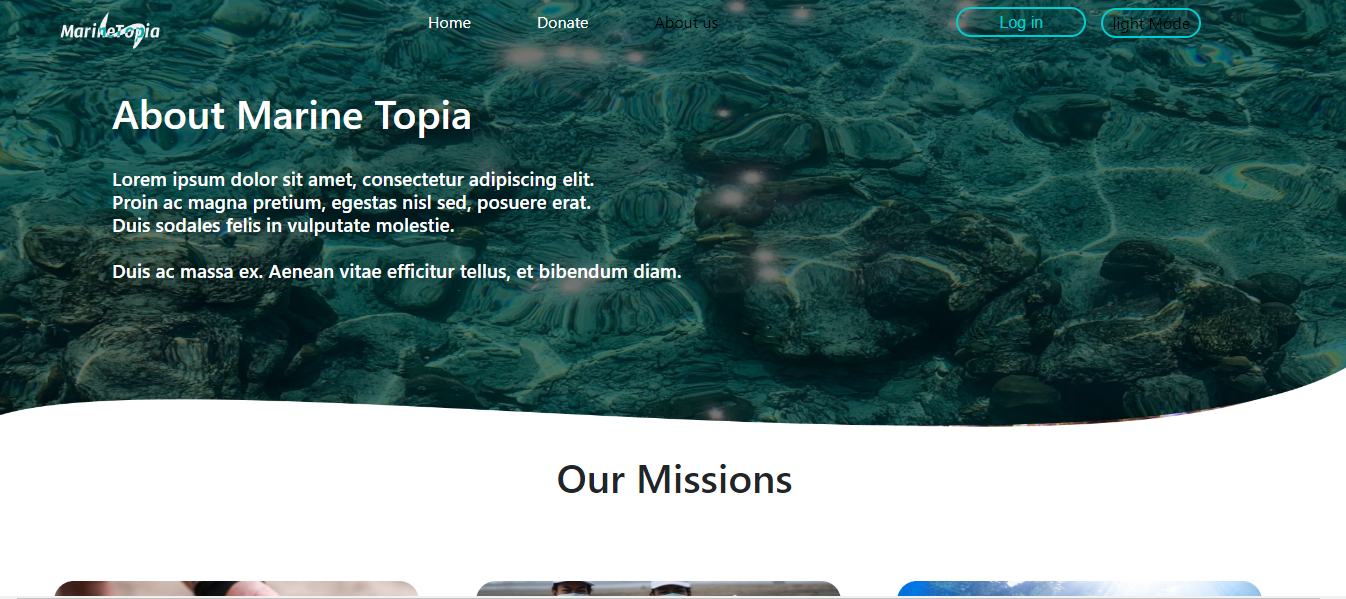 MarineTopia
Home
Donate
About us
Log in
light Mode
About Marine Topia
Lorem ipsum dolor sit amet, consectetur adipiscing elit.
Proin ac magna pretium, egestas nisl sed, posuere erat.
Duis sodales felis in vulputate molestie.
Duis ac massa ex. Aenean vitae efficitur tellus, et bibendum diam.
Our Missions